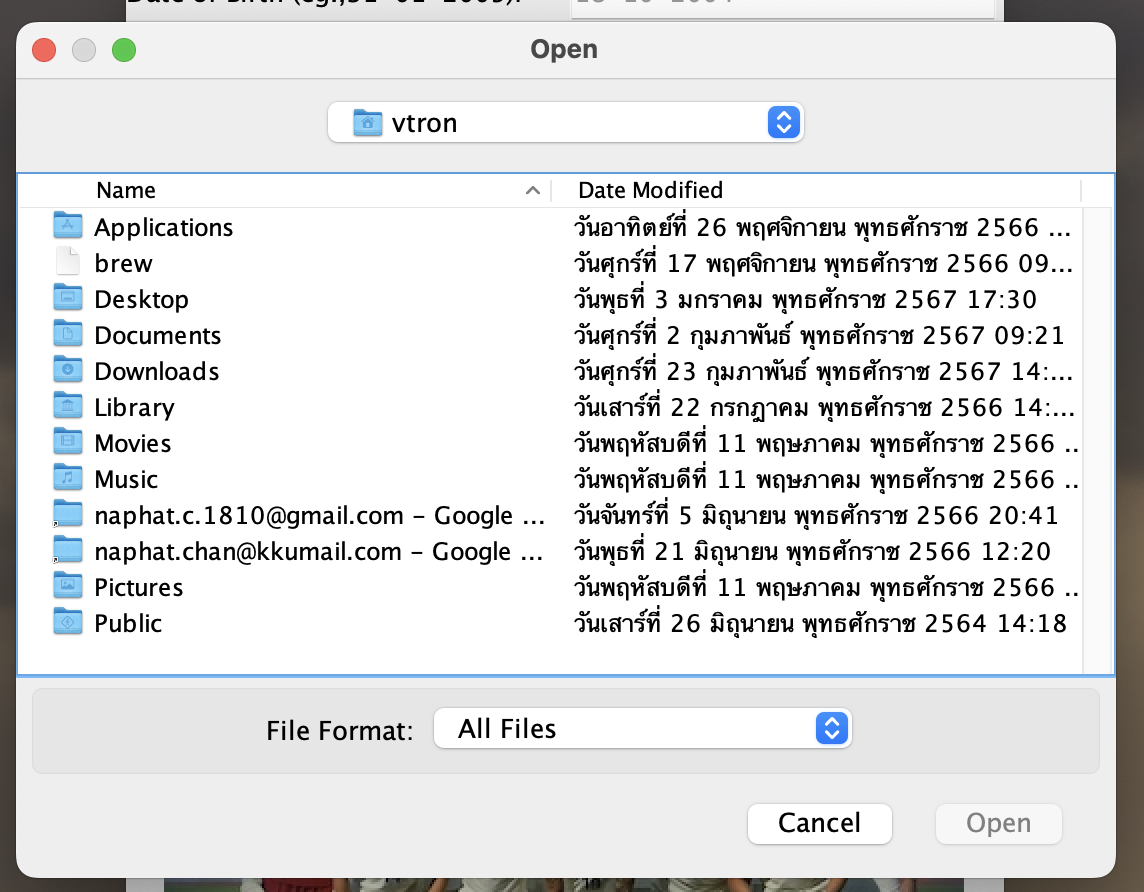 Open
vtron
Name Date Modified
Applications วันอาทิตย์ที่ 26 พฤศจิกายน พุทธศักราช 2566 ...
brew วันศุกร์ที่ 17 พฤศจิกายน พุทธศักราช 2566 09...
Desktop วันพุธที่ 3 มกราคม พุทธศักราช 2567 17:30
Documents วันศุกร์ที่ 2 กุมภาพันธ์ พุทธศักราช 2567 09:21
Downloads วันศุกร์ที่ 23 กุมภาพันธ์ พุทธศักราช 2567 14:...
Library วันเสาร์ที่ 22 กรกฎาคม พุทธศักราช 2566 14:...
Movies วันพฤหัสบดีที่ 11 พฤษภาคม พุทธศักราช 2566 ..
Music วันพฤหัสบดีที่ 11 พฤษภาคม พุทธศักราช 2566 ..
naphat.c.1810@gmail.com – Google ... วันจันทร์ที่ 5 มิถุนายน พุทธศักราช 2566 20:41
naphat.chan@kkumail.com – Google ... วันพุธที่ 21 มิถุนายน พุทธศักราช 2566 12:20
Pictures วันพฤหัสบดีที่ 11 พฤษภาคม พุทธศักราช 2566 ..
Public วันเสาร์ที่ 26 มิถุนายน พุทธศักราช 2564 14:18
File Format: All Files
Cancel Open